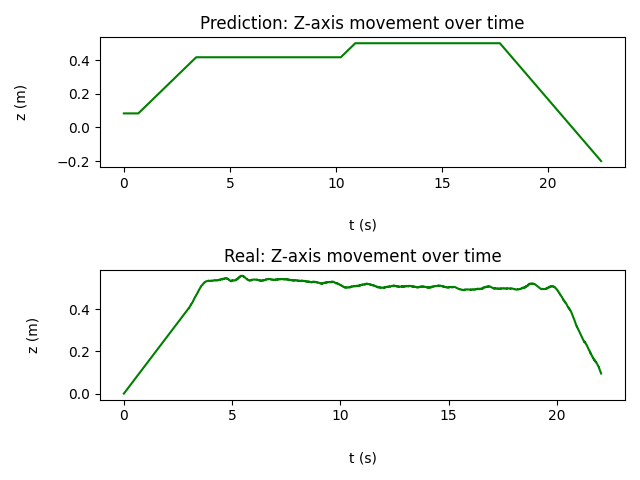 Prediction: Z-axis movement over time
0.4
0.2
0.0
−0.2
z (m)
0 5 10 15 20
t (s)
Real: Z-axis movement over time
0.4
0.2
0.0
z (m)
0 5 10 15 20
t (s)